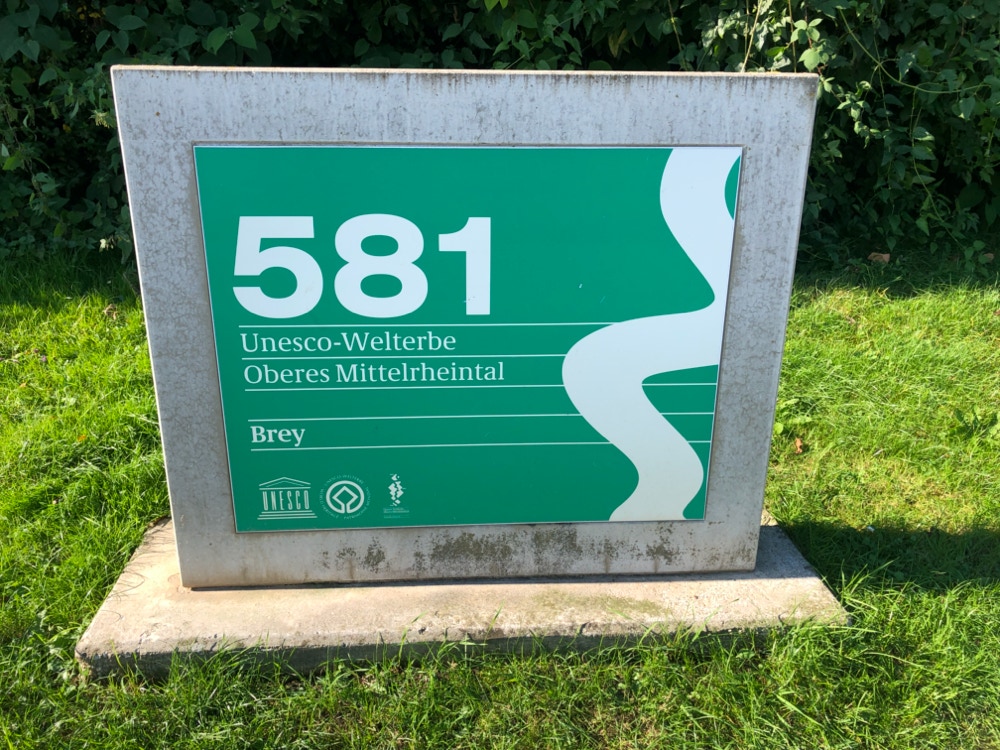 581
Unesco-Welterbe
Oberes Mittelrheintal
Brey
UNESCO